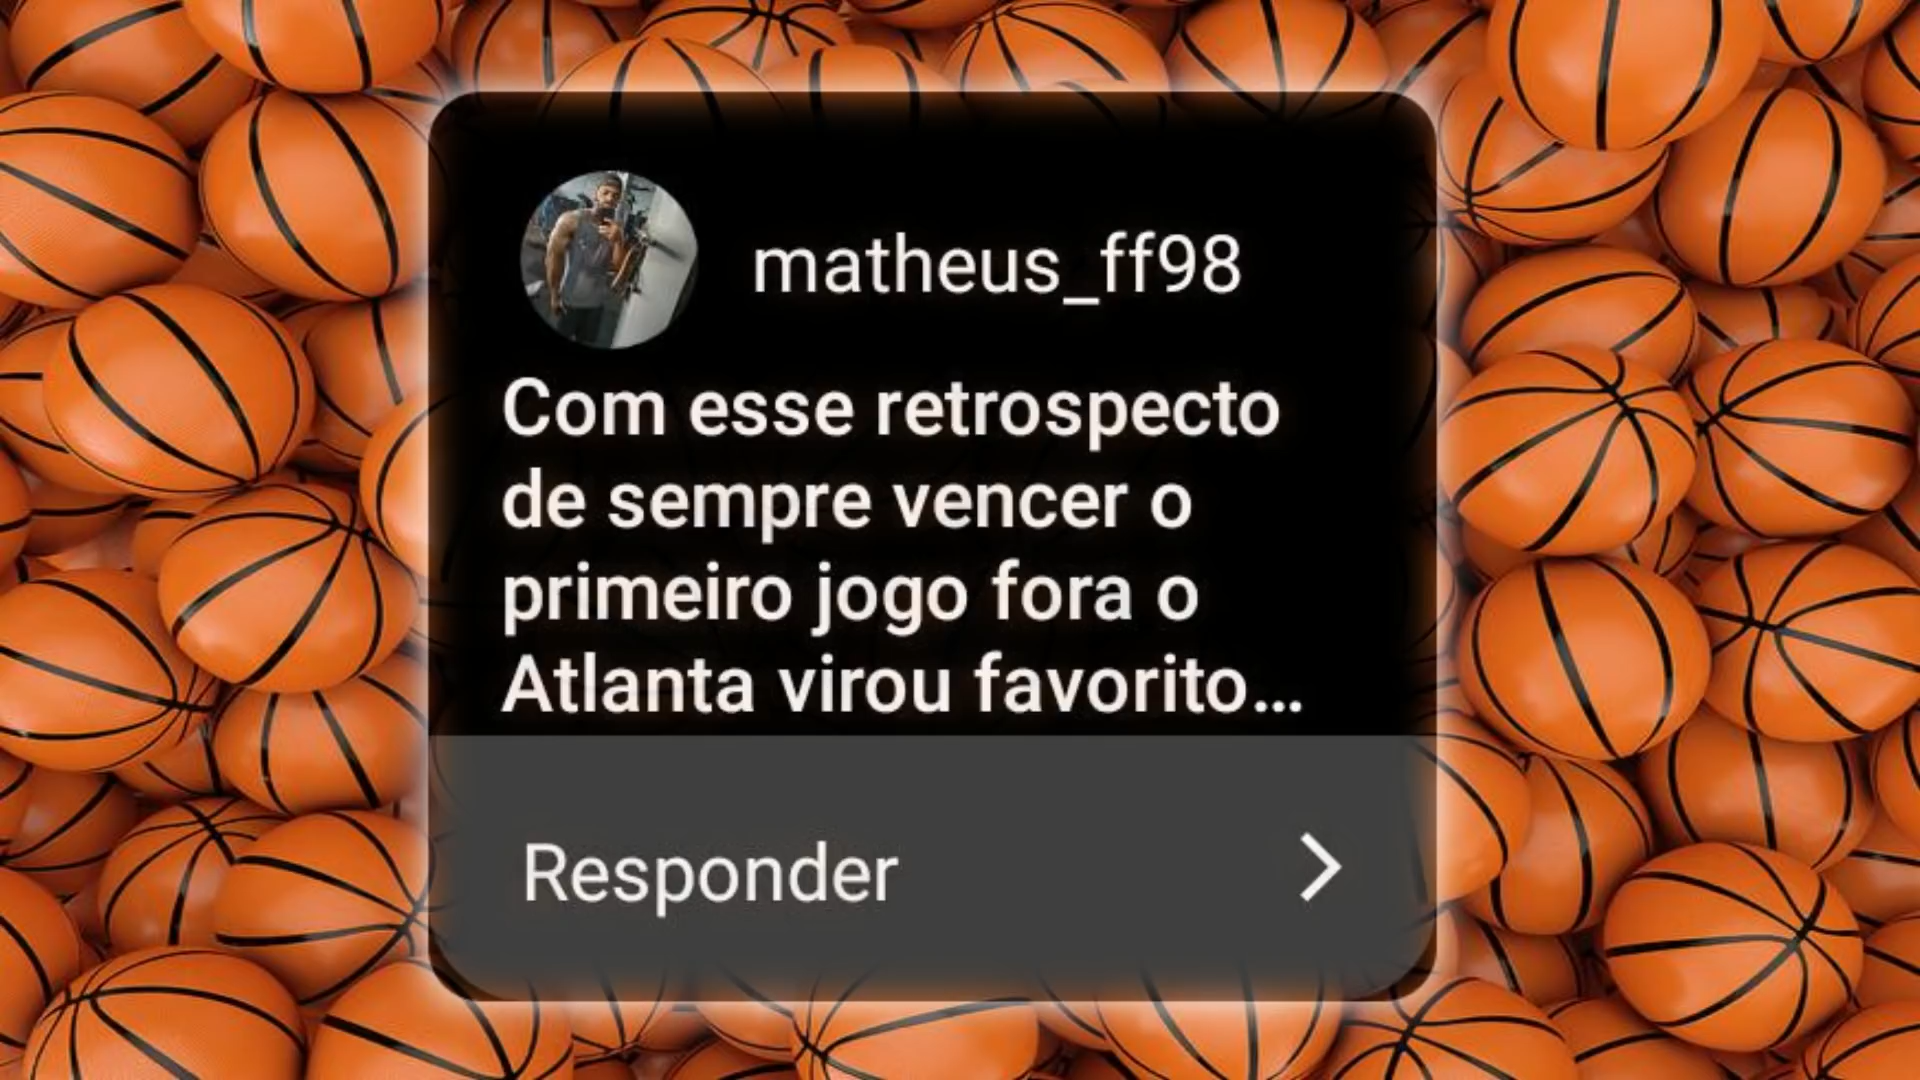 matheus_ff98
Com esse retrospecto
de sempre vencer o
primeiro jogo fora o
Atlanta virou favorito...
Responder